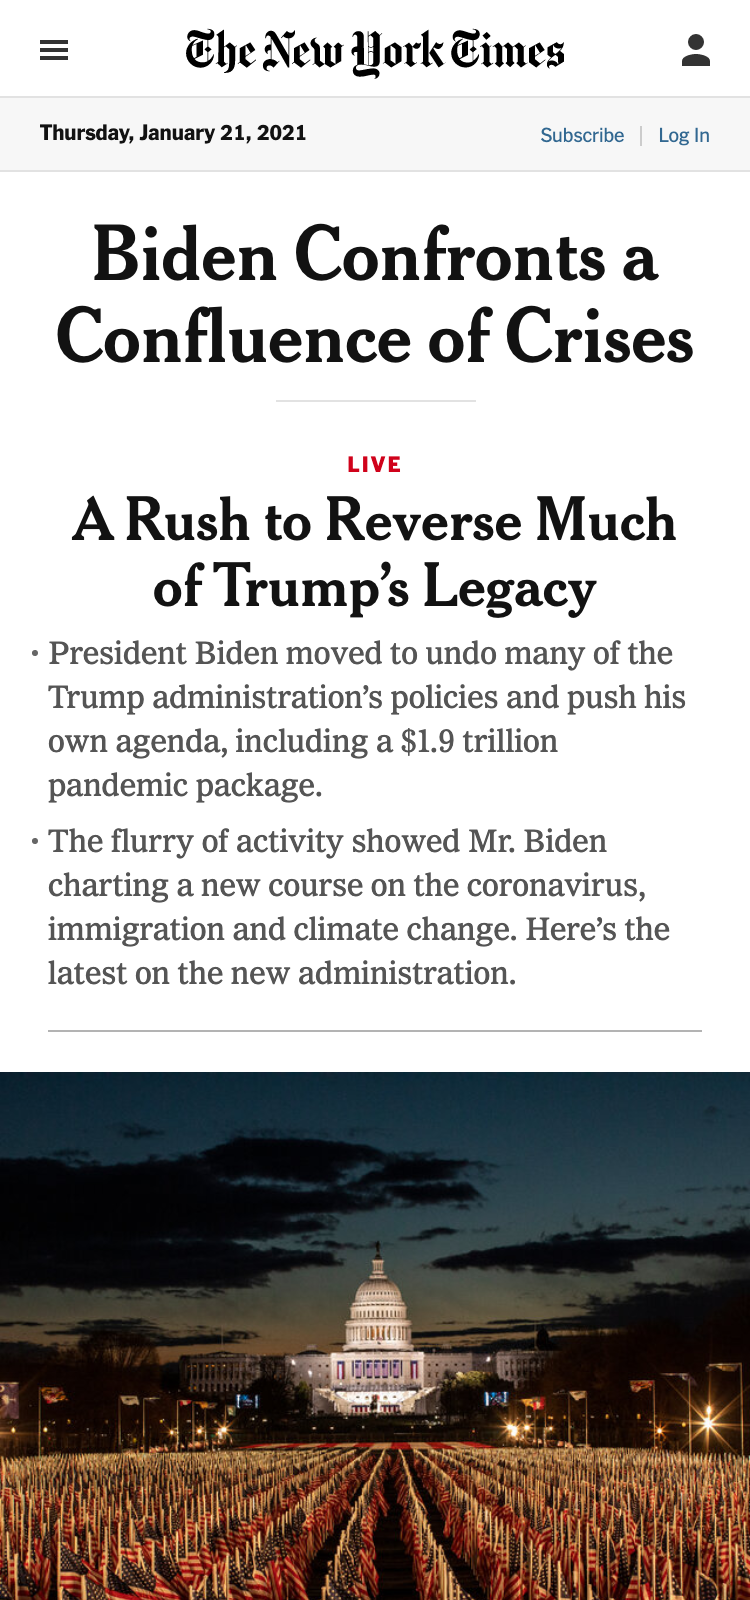 The New York Times
Thursday, January 21, 2021
Subscribe | Log In
Biden Confronts a
Confluence of Crises
LIVE
A Rush to Reverse Much
of Trump’s Legacy
· President Biden moved to undo many of the
Trump administration’s policies and push his
own agenda, including a $1.9 trillion
pandemic package.
· The flurry of activity showed Mr. Biden
charting a new course on the coronavirus,
immigration and climate change. Here’s the
latest on the new administration.